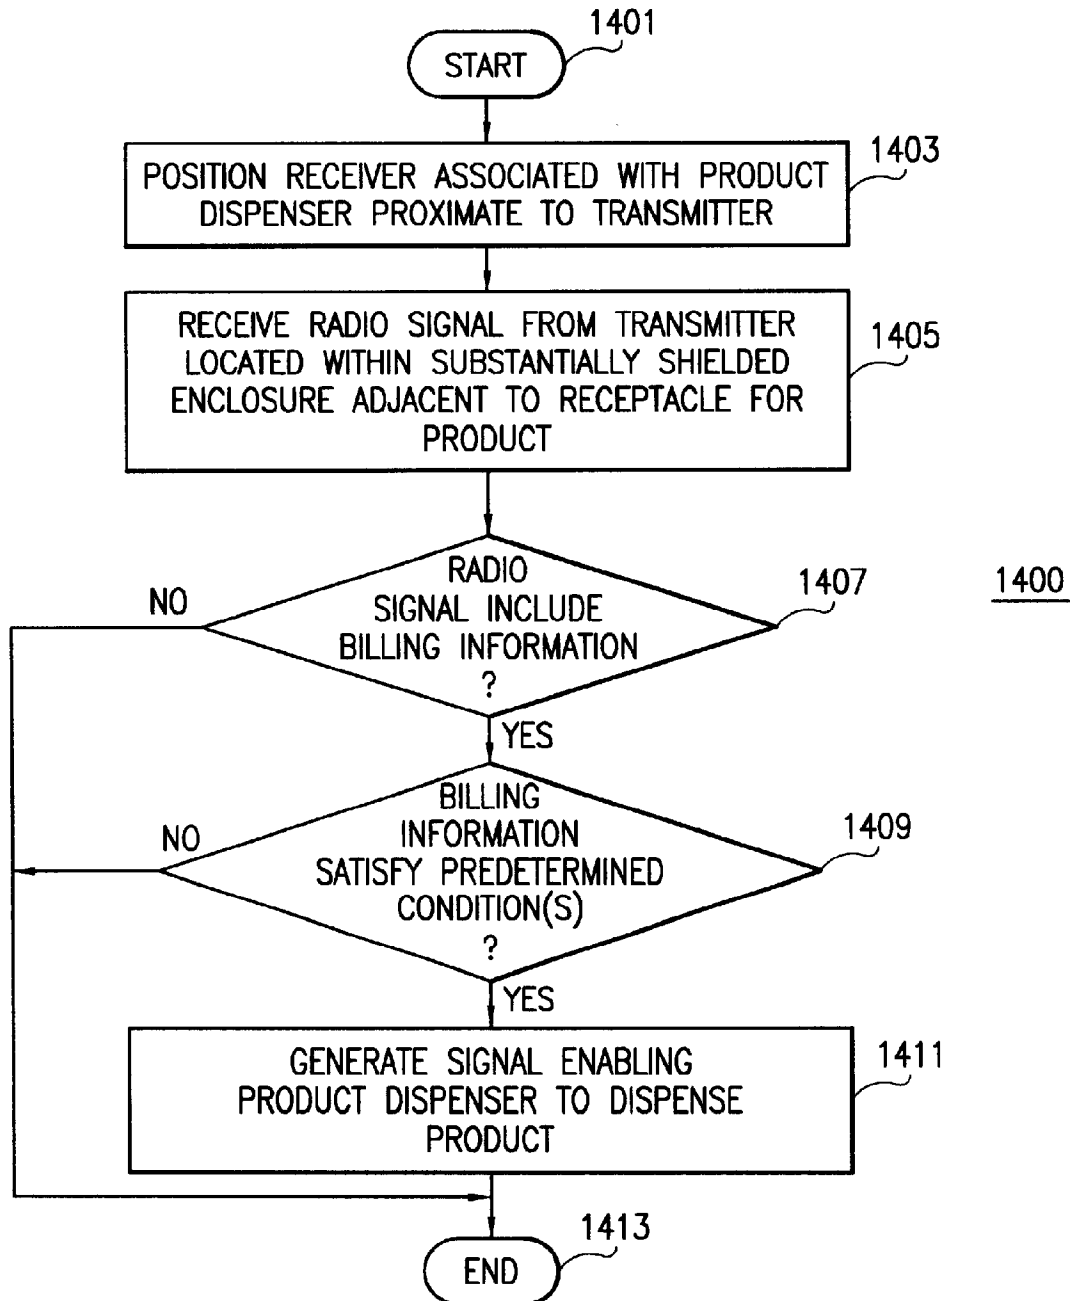 1401
START
1403
POSITION RECEIVER ASSOCIATED WITH PRODUCT
DISPENSER PROXIMATE TO TRANSMITTER
RECEIVE RADIO SIGNAL FROM TRANSMITTER
1405
LOCATED WITHIN SUBSTANTIALLY SHIELDED
ENCLOSURE ADJACENT TO RECEPTACLE FOR
PRODUCT
RADIO
SIGNAL INCLUDE
BILLING INFORMATION
?
NO
1407
1400
YES
BILLING
INFORMATION
SATISFY PREDETERMINED
CONDITION(S)
?
NO
1409
YES
GENERATE SIGNAL ENABLING
PRODUCT DISPENSER TO DISPENSE
PRODUCT
1411
1413
END